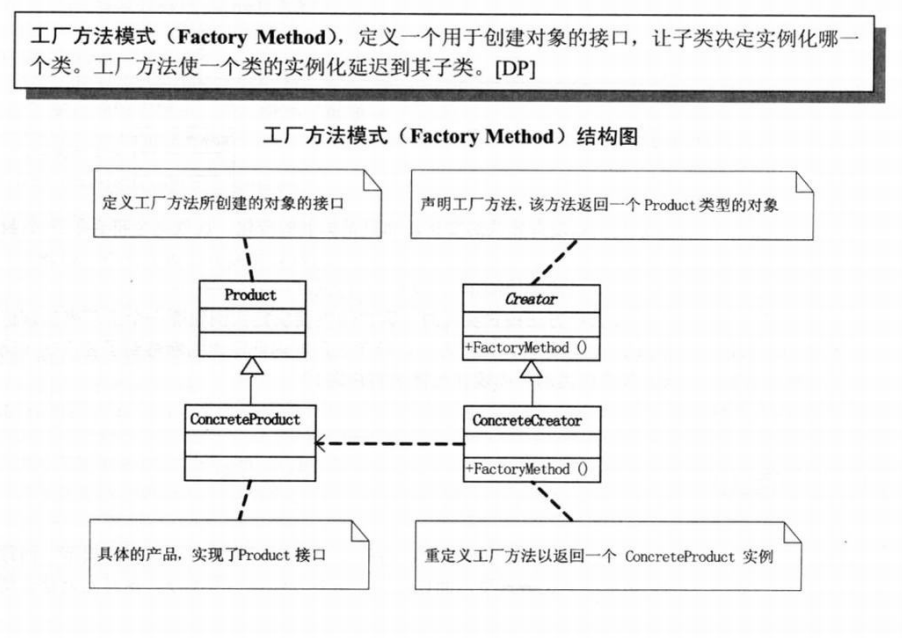 工厂方法模式（Factory Method），定义一个用于创建对象的接口，让子类决定实例化哪一
个类。工厂方法使一个类的实例化延迟到其子类。[DP]
工厂方法模式（Factory Method）结构图
定义工厂方法所创建的对象的接口
声明工厂方法，该方法返回一个Product类型的对象
Product
Creator
+FactoryMethod()
ConcreteProduct
ConcreteCreator
+FactoryMethod()
具体的产品，实现了Product接口
重定义工厂方法以返回一个 ConcreteProduct 实例